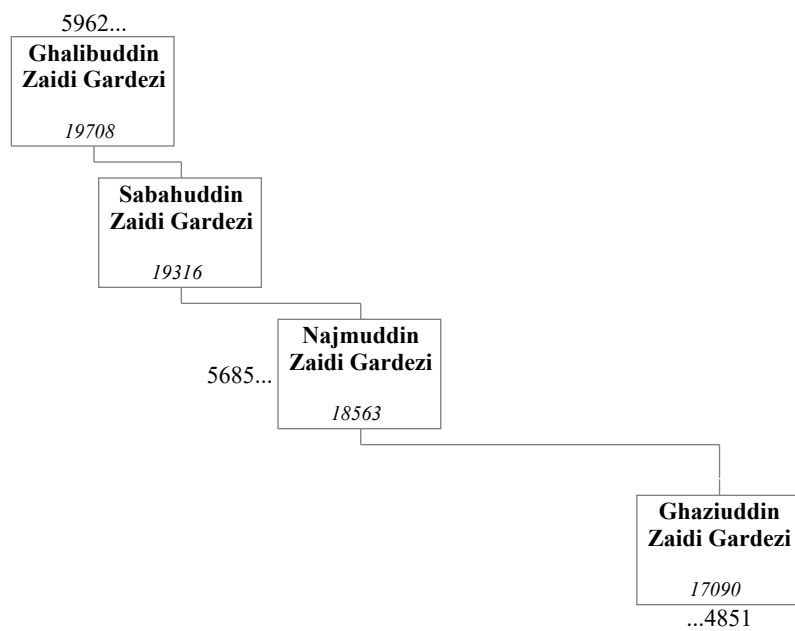 5962...
Ghalibuddin
Zaidi Gardezi
19708
Sabahuddin
Zaidi Gardezi
19316
Najmuddin
Zaidi Gardezi
5685...
18563
Ghaziuddin
Zaidi Gardezi
17090
...4851